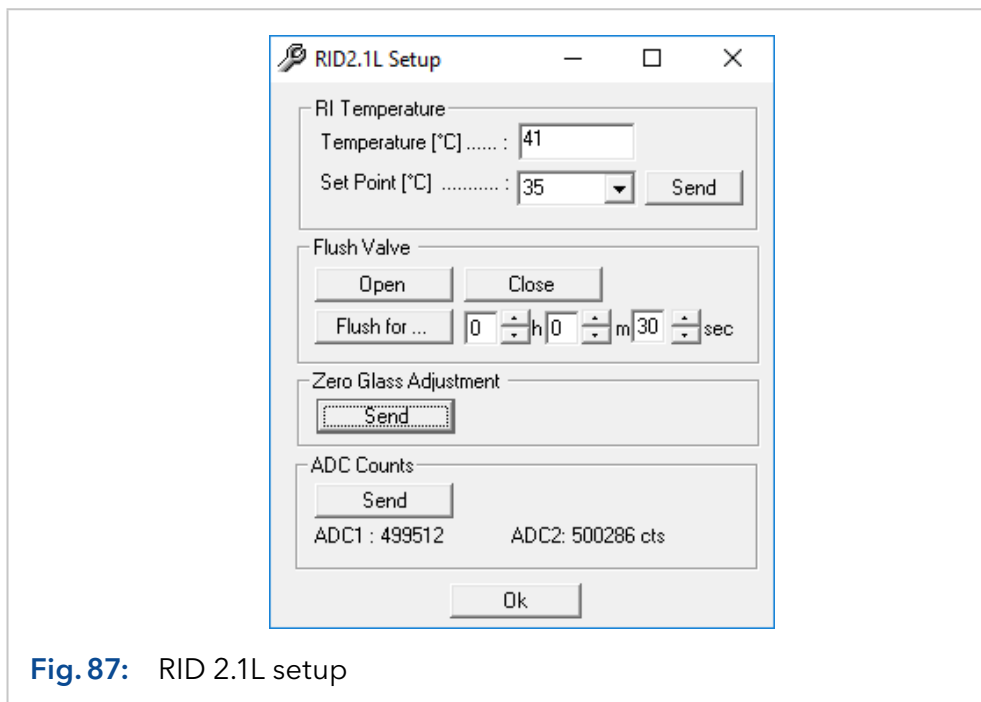 RID2.1L Setup
RI Temperature
Temperature [°C] ...... : 41
Set Point [°C] ........... : 35 Send
Flush Valve
Open Close
Flush for ... 0 h 0 m 30 sec
Zero Glass Adjustment
Send
ADC Counts
Send
ADC1 : 499512 ADC2: 500286 cts
Ok
Fig. 87: RID 2.1L setup